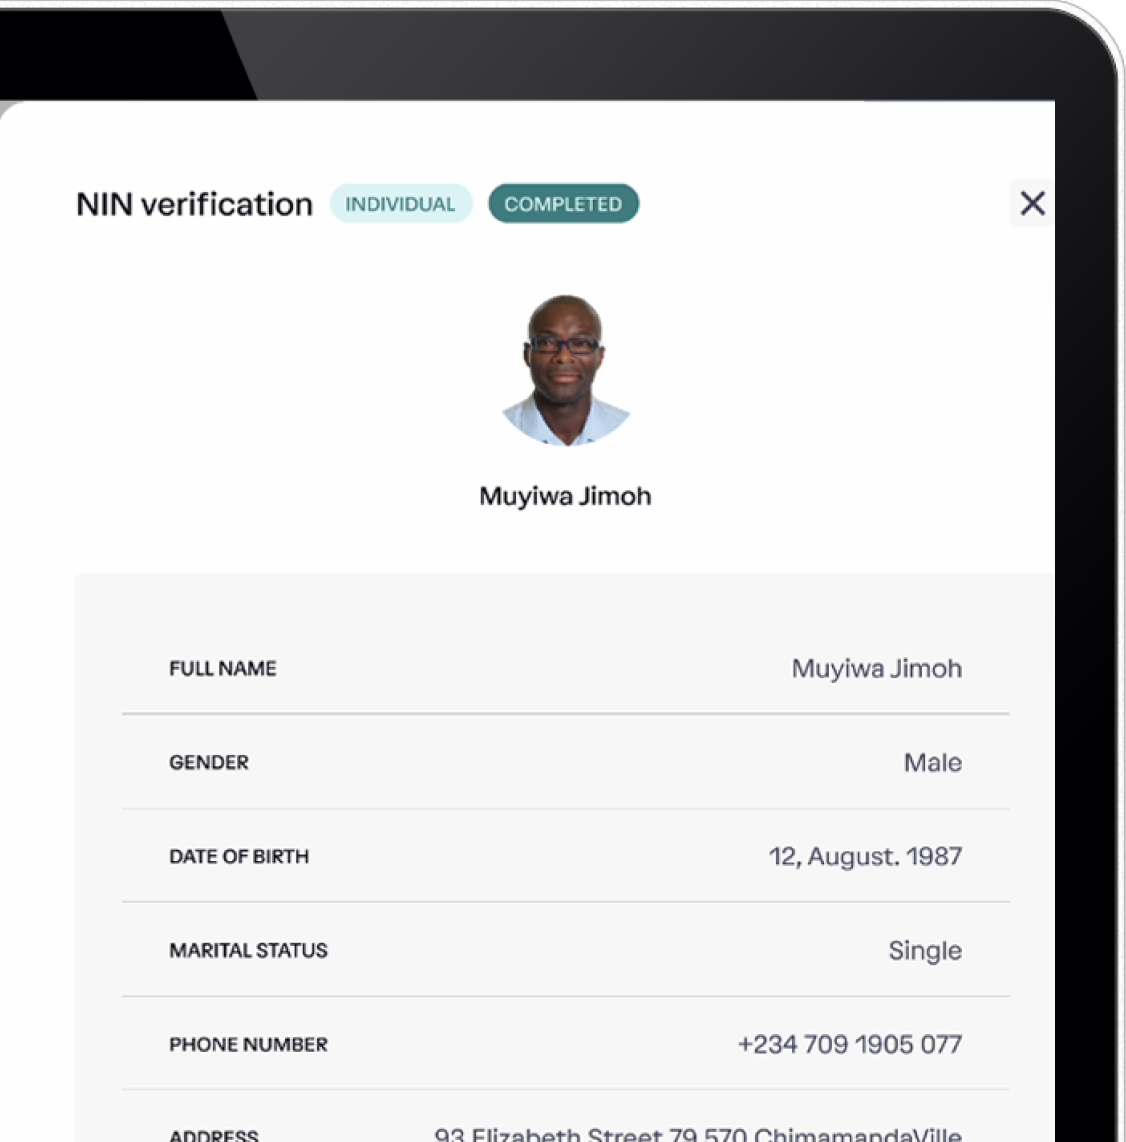 NIN verification INDIVIDUAL COMPLETED
Muyiwa Jimoh
FULL NAME Muyiwa Jimoh
GENDER Male
DATE OF BIRTH 12, August. 1987
MARITAL STATUS Single
PHONE NUMBER +234 709 1905 077
ADDRESS 93 Elizabeth Street 79 570 ChimamandaVille